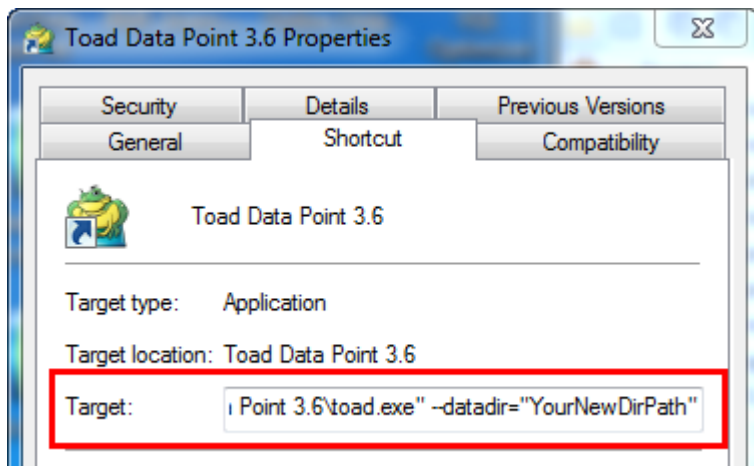 Toad Data Point 3.6 Properties
Security Details Previous Versions
General Shortcut Compatibility
Toad Data Point 3.6
Target type: Application
Target location: Toad Data Point 3.6
Target: Point 3.6\toad.exe" --datadir="YourNewDirPath"